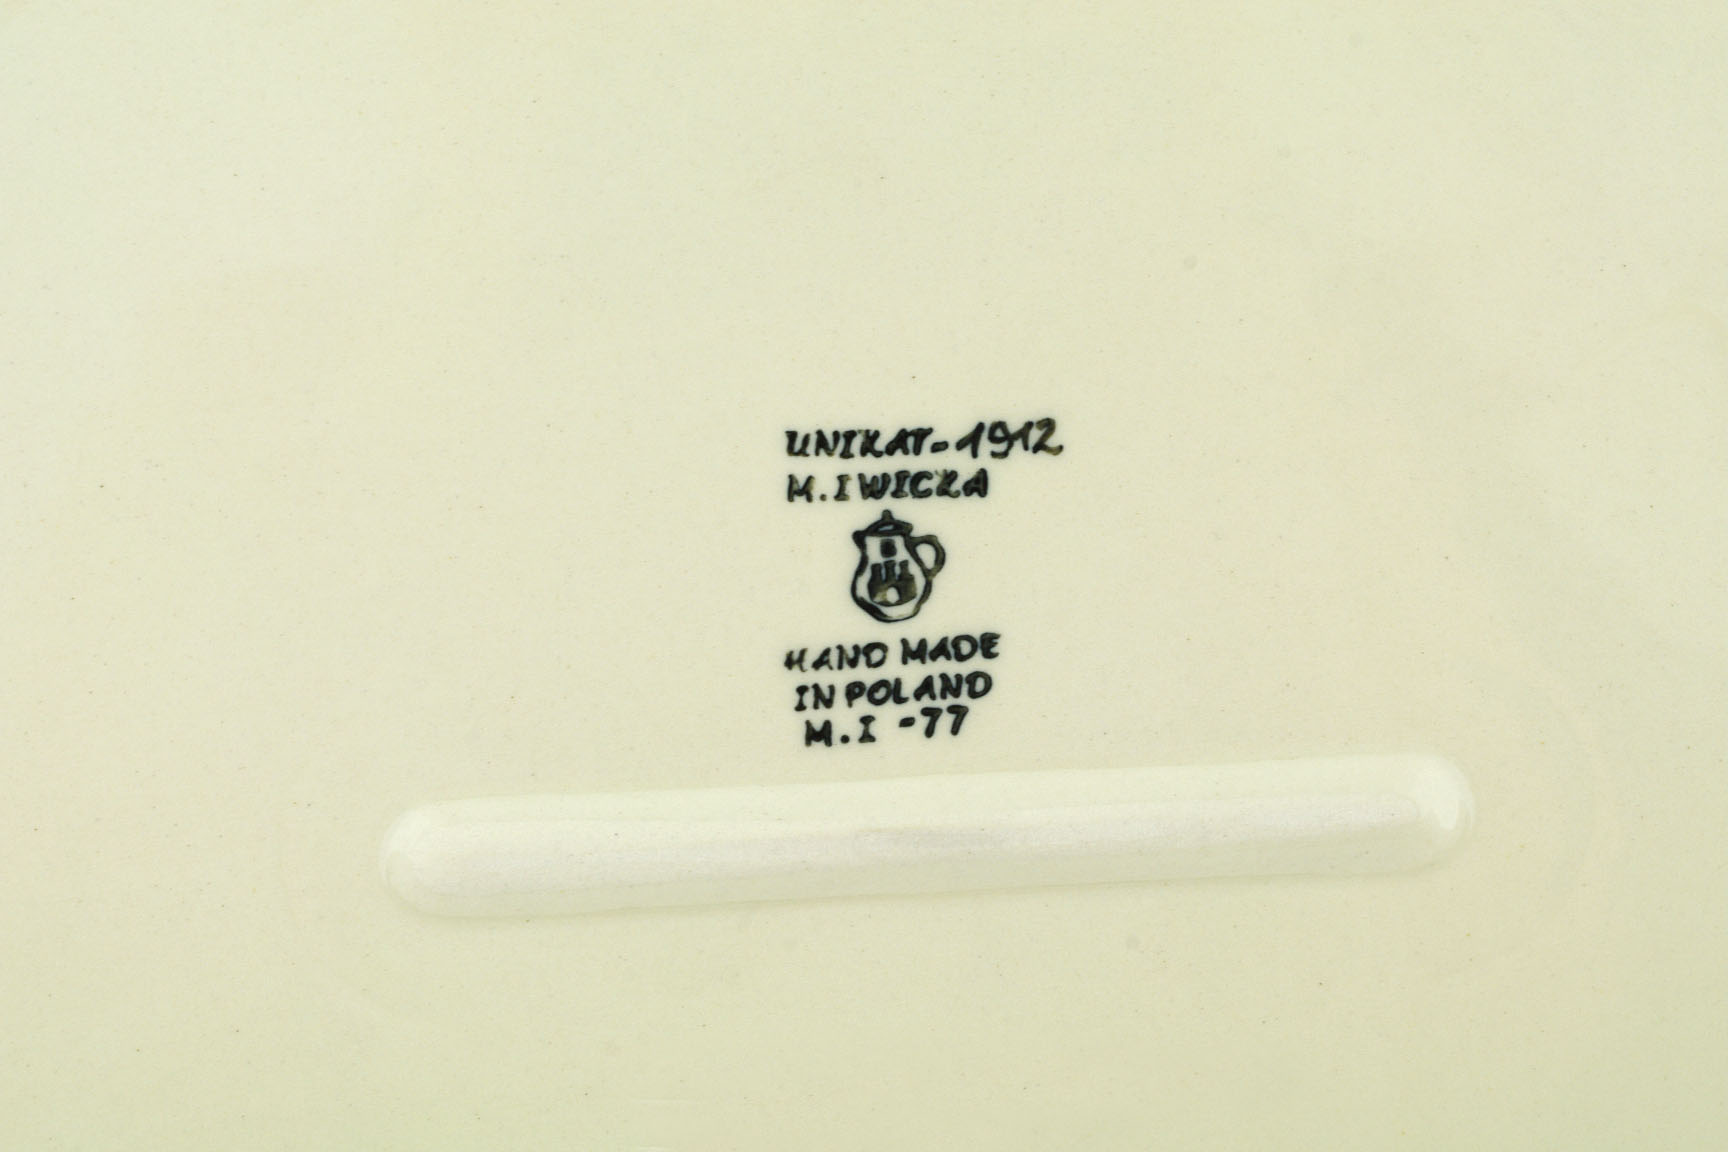 UNIKAT-1912
M. IWICKA
HAND MADE
IN POLAND
M.I -77